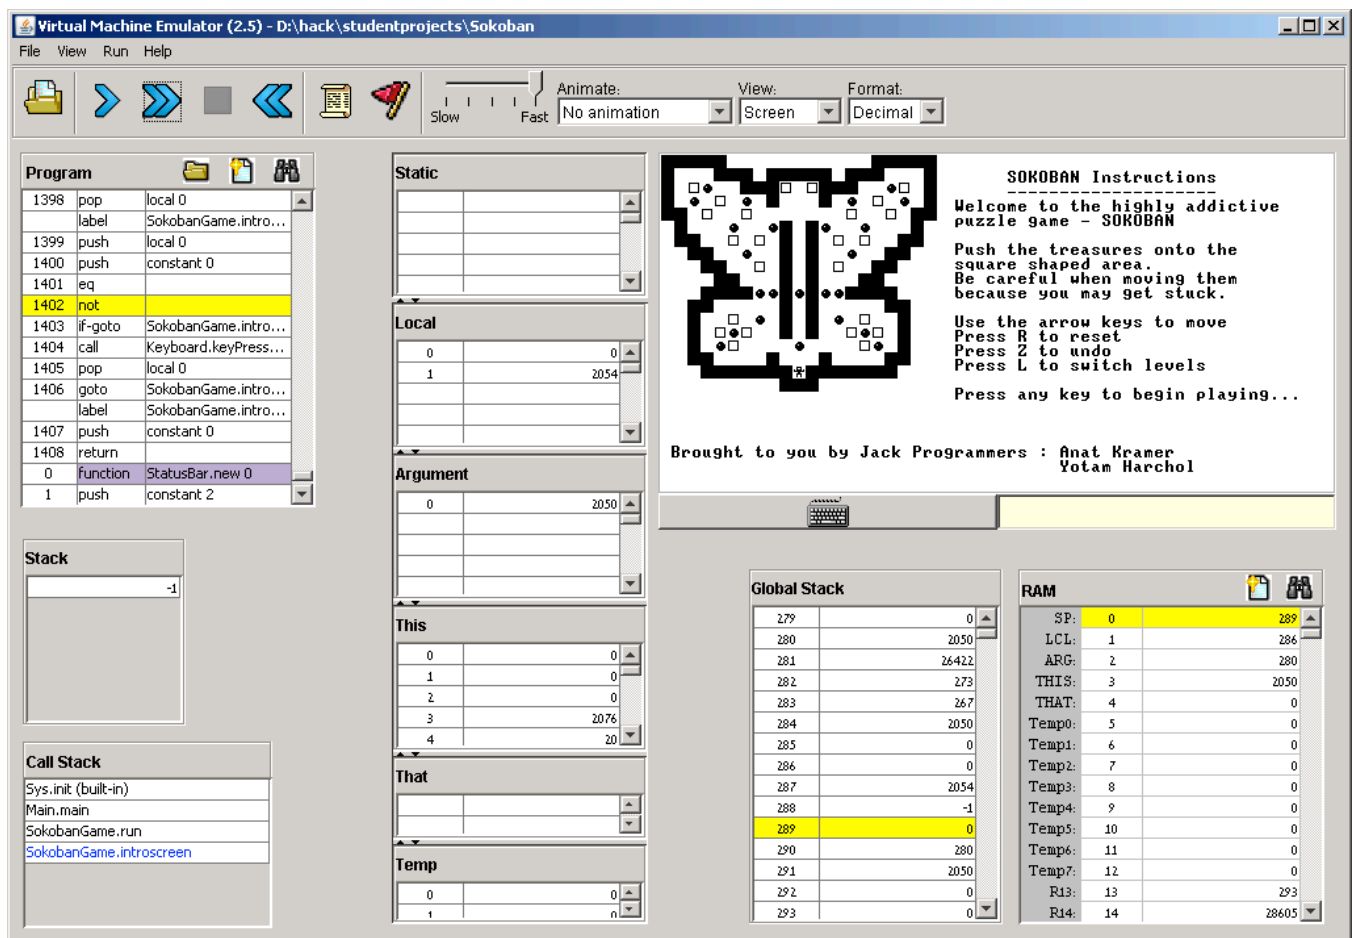 Virtual Machine Emulator (2.5) - D:\hack\studentprojects\Sokoban
File View Run Help
Animate: View: Format:
Slow Fast No animation Screen Decimal
Program
1398 pop local 0
label SokobanGame.intro...
1399 push local 0
1400 push constant 0
1401 eq
1402 not
1403 if-goto SokobanGame.intro...
1404 call Keyboard.keyPress...
1405 pop local 0
1406 goto SokobanGame.intro...
label SokobanGame.intro...
1407 push constant 0
1408 return
0 function StatusBar.new 0
1 push constant 2
Stack
-1
Call Stack
Sys.init (built-in)
Main.main
SokobanGame.run
SokobanGame.introscreen
Static
Local
0 0
1 2054
Argument
0 2050
This
0 0
1 0
2 0
3 2076
4 20
That
Temp
0 0
1 0
SOKOBAN Instructions
---------------------
Welcome to the highly addictive
puzzle game - SOKOBAN
Push the treasures onto the
square shaped area.
Be careful when moving them
because you may get stuck.
Use the arrow keys to move
Press R to reset
Press Z to undo
Press L to switch levels
Press any key to begin playing...
Brought to you by Jack Programmers : Anat Kramer
Yotam Harchol
Global Stack
279 0
280 2050
281 26422
282 273
283 267
284 2050
285 0
286 0
287 2054
288 -1
289 0
290 280
291 2050
292 0
293 0
RAM
SP: 0 289
LCL: 1 286
ARG: 2 280
THIS: 3 2050
THAT: 4 0
Temp0: 5 0
Temp1: 6 0
Temp2: 7 0
Temp3: 8 0
Temp4: 9 0
Temp5: 10 0
Temp6: 11 0
Temp7: 12 0
R13: 13 293
R14: 14 28605